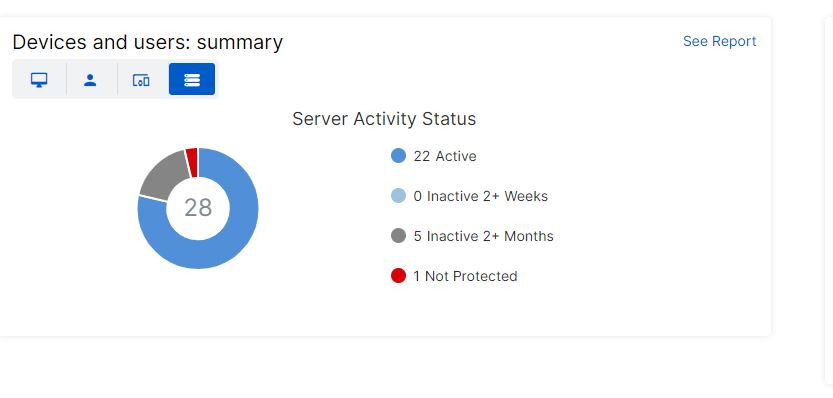 Devices and users: summary
See Report
Server Activity Status
28
22 Active
0 Inactive 2+ Weeks
5 Inactive 2+ Months
1 Not Protected